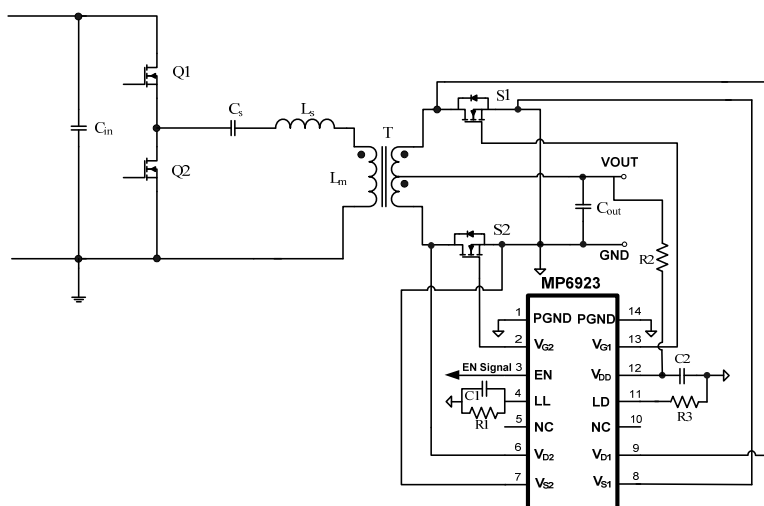 Q1
Q2
Cin
Cs
Ls
Lm
T
S1
S2
VOUT
Cout
GND
R2
MP6923
1 PGND PGND 14
2 VG2 VG1 13
EN Signal 3 EN VDD 12 C2
C1 4 LL LD 11
R1 R3
5 NC NC 10
6 VD2 VD1 9
7 VS2 VS1 8